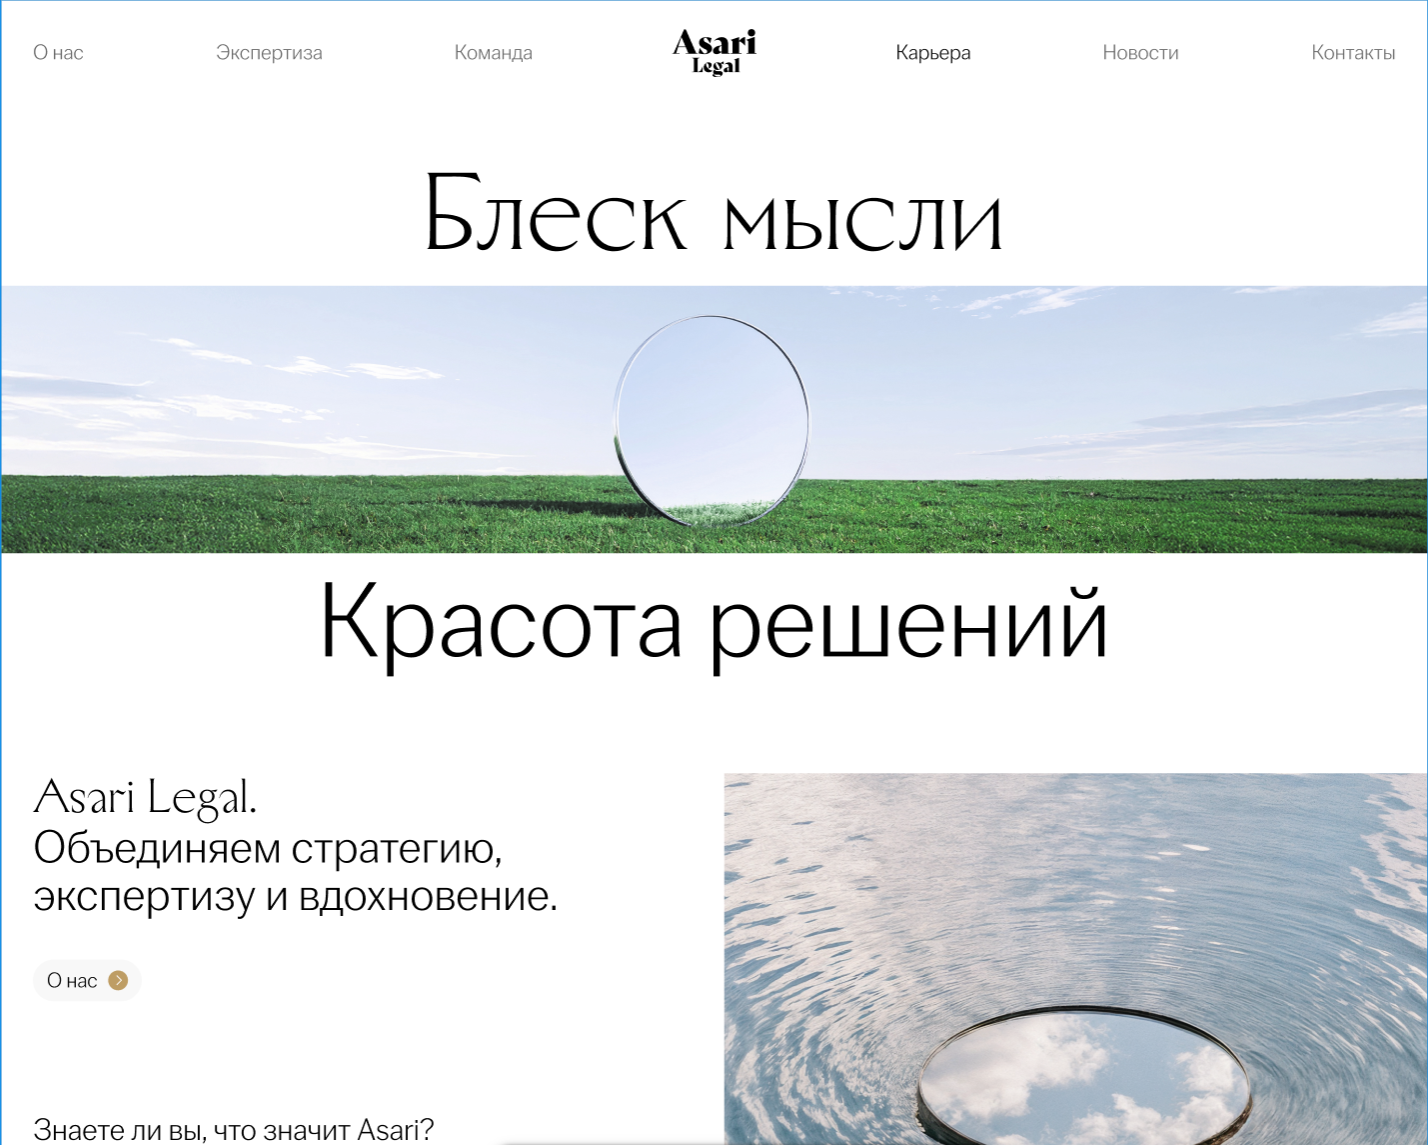 О нас
Экспертиза
Команда
Asari
Legal
Карьера
Новости
Контакты
Блеск мысли
Красота решений
Asari Legal.
Объединяем стратегию,
экспертизу и вдохновение.
О нас
Знаете ли вы, что значит Asari?